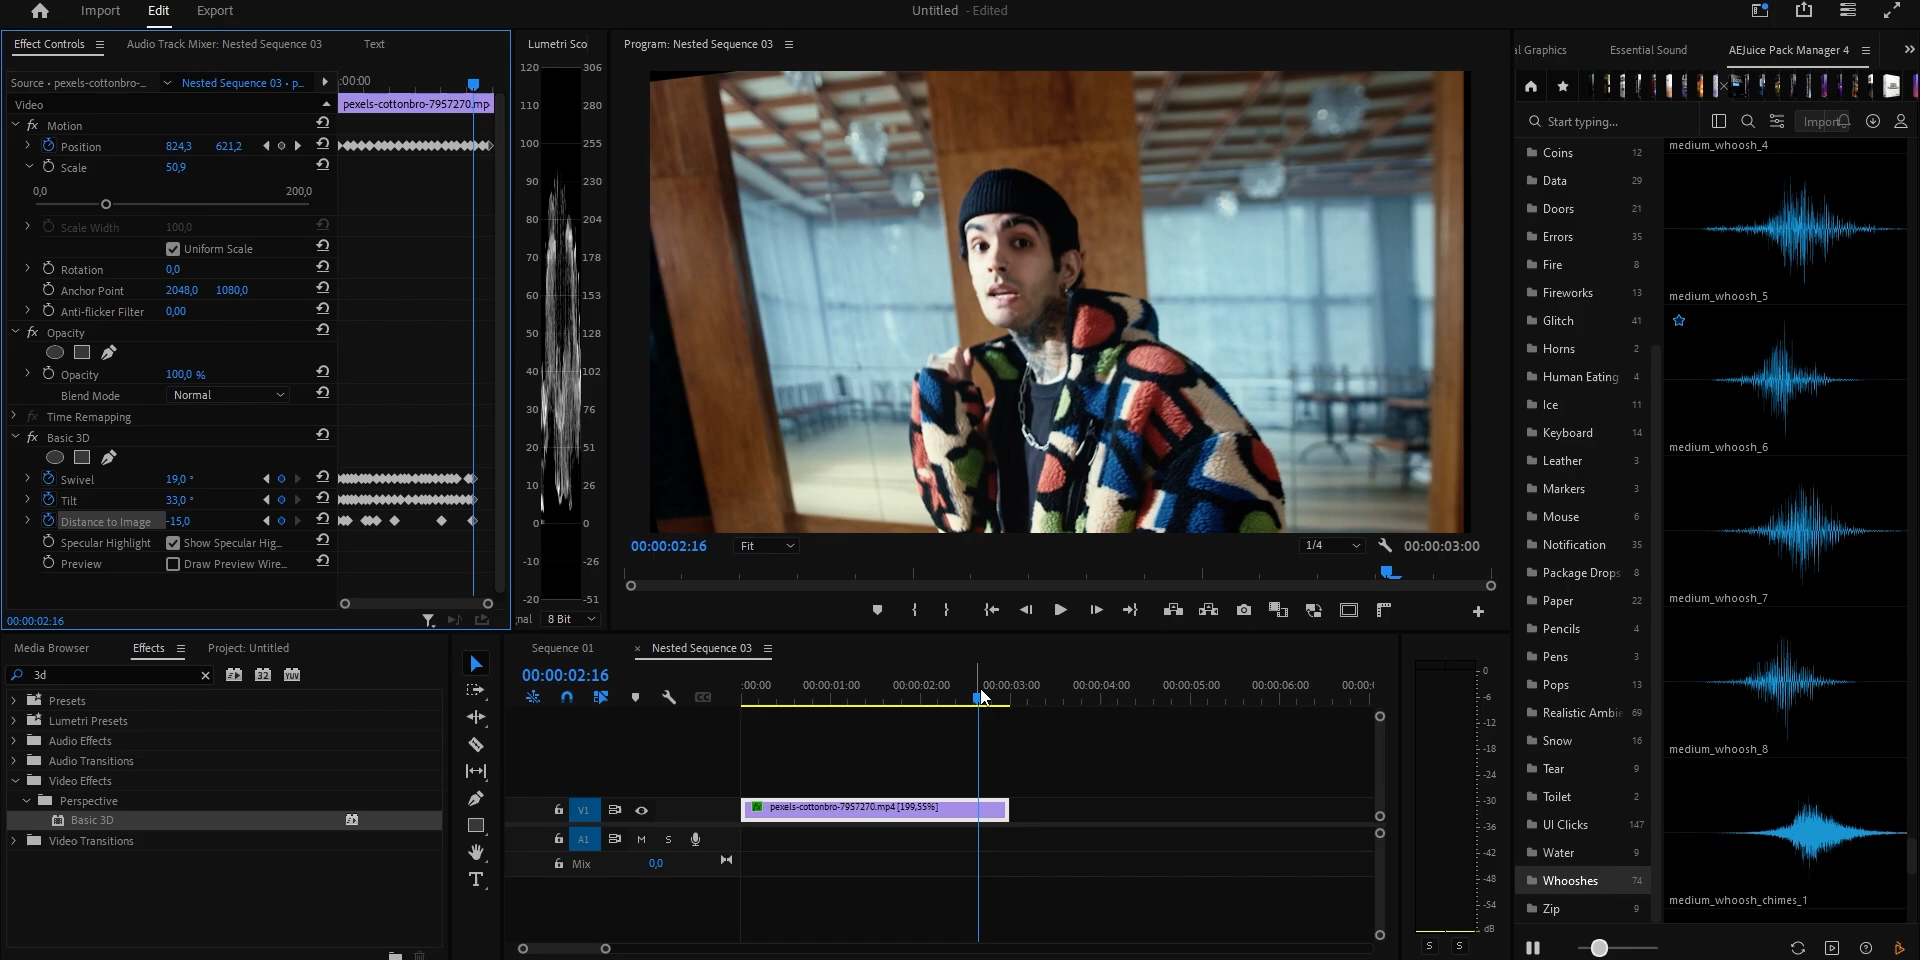 Import Edit Export Untitled - Edited
Effect Controls Audio Track Mixer: Nested Sequence 03 Text
Source • pexels-cottonbro-... Nested Sequence 03 • p...
:00:00
Video
pexels-cottonbro-7957270.mp
fx Motion
Position 824,3 621,2
Scale 50,9
0,0 200,0
Scale Width 100,0
Uniform Scale
Rotation 0,0
Anchor Point 2048,0 1080,0
Anti-flicker Filter 0,00
fx Opacity
Opacity 100,0 %
Blend Mode Normal
fx Time Remapping
fx Basic 3D
Swivel 19,0 °
Tilt 33,0 °
Distance to Image -15,0
Specular Highlight Show Specular Hig...
Preview Draw Preview Wire...
00:00:02:16
Lumetri Sco
120 306
110 280
100 255
90 230
80 204
70 178
60 153
50 128
40 102
30 76
20 51
10 26
0 0
-10 -26
-20 -51
nal 8 Bit
Program: Nested Sequence 03
00:00:02:16 Fit 1/4 00:00:03:00
Media Browser Effects Project: Untitled
3d 32 YUV
Presets
Lumetri Presets
Audio Effects
Audio Transitions
Video Effects
Perspective
Basic 3D
Video Transitions
Sequence 01 × Nested Sequence 03
00:00:02:16
:00:00 00:00:01:00 00:00:02:00 00:00:03:00 00:00:04:00 00:00:05:00 00:00:06:00 00:00:0
V1 fx pexels-cottonbro-7957270.mp4 [199,55%]
A1 M S
Mix 0,0
0
-6
-12
-18
-24
-30
-36
-42
-48
-54
dB
S S
al Graphics Essential Sound AEJuice Pack Manager 4
Start typing... Import
Coins 12
Data 29
Doors 21
Errors 35
Fire 8
Fireworks 13
Glitch 41
Horns 2
Human Eating 4
Ice 11
Keyboard 14
Leather 3
Markers 3
Mouse 6
Notification 35
Package Drops 8
Paper 22
Pencils 4
Pens 3
Pops 13
Realistic Ambie 69
Snow 16
Tear 9
Toilet 2
UI Clicks 147
Water 9
Whooshes 74
Zip 9
medium_whoosh_4
medium_whoosh_5
medium_whoosh_6
medium_whoosh_7
medium_whoosh_8
medium_whoosh_chimes_1